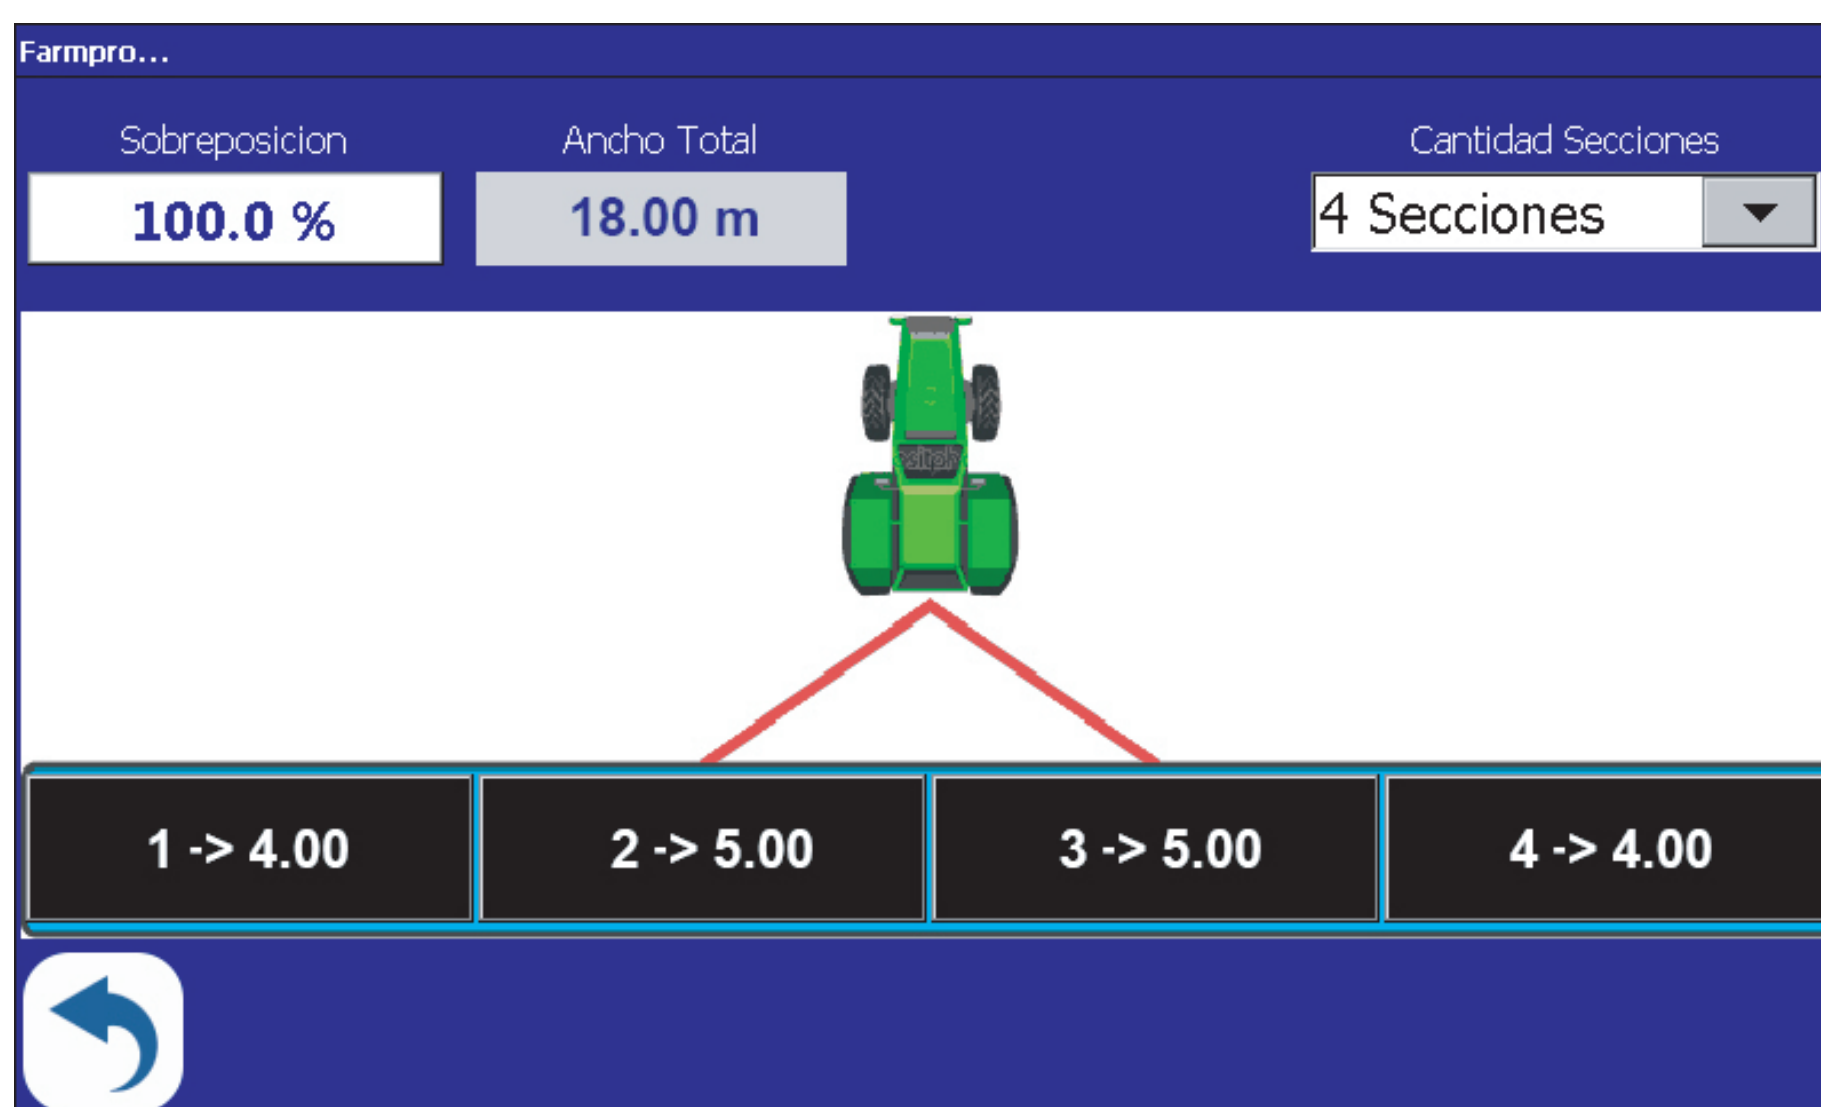 Farmpro...
Sobreposicion
Ancho Total
Cantidad Secciones
100.0 %
18.00 m
4 Secciones
1 -> 4.00
2 -> 5.00
3 -> 5.00
4 -> 4.00